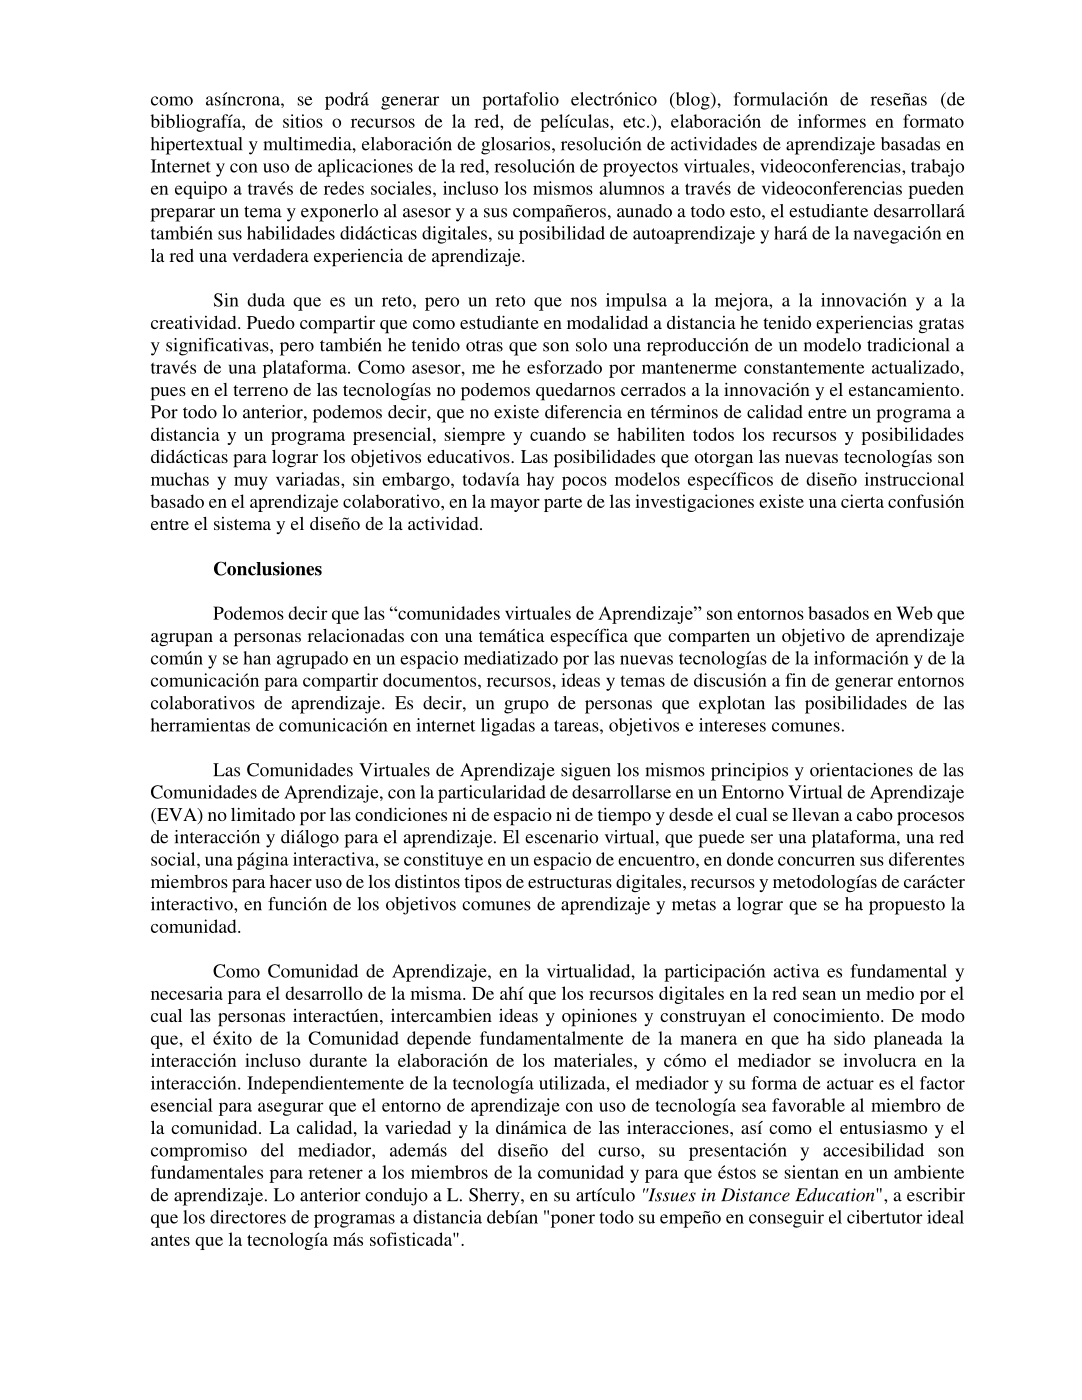 como asíncrona, se podrá generar un portafolio electrónico (blog), formulación de reseñas (de
bibliografía, de sitios o recursos de la red, de películas, etc.), elaboración de informes en formato
hipertextual y multimedia, elaboración de glosarios, resolución de actividades de aprendizaje basadas en
Internet y con uso de aplicaciones de la red, resolución de proyectos virtuales, videoconferencias, trabajo
en equipo a través de redes sociales, incluso los mismos alumnos a través de videoconferencias pueden
preparar un tema y exponerlo al asesor y a sus compañeros, aunado a todo esto, el estudiante desarrollará
también sus habilidades didácticas digitales, su posibilidad de autoaprendizaje y hará de la navegación en
la red una verdadera experiencia de aprendizaje.
Sin duda que es un reto, pero un reto que nos impulsa a la mejora, a la innovación y a la
creatividad. Puedo compartir que como estudiante en modalidad a distancia he tenido experiencias gratas
y significativas, pero también he tenido otras que son solo una reproducción de un modelo tradicional a
través de una plataforma. Como asesor, me he esforzado por mantenerme constantemente actualizado,
pues en el terreno de las tecnologías no podemos quedarnos cerrados a la innovación y el estancamiento.
Por todo lo anterior, podemos decir, que no existe diferencia en términos de calidad entre un programa a
distancia y un programa presencial, siempre y cuando se habiliten todos los recursos y posibilidades
didácticas para lograr los objetivos educativos. Las posibilidades que otorgan las nuevas tecnologías son
muchas y muy variadas, sin embargo, todavía hay pocos modelos específicos de diseño instruccional
basado en el aprendizaje colaborativo, en la mayor parte de las investigaciones existe una cierta confusión
entre el sistema y el diseño de la actividad.
Conclusiones
Podemos decir que las “comunidades virtuales de Aprendizaje” son entornos basados en Web que
agrupan a personas relacionadas con una temática específica que comparten un objetivo de aprendizaje
común y se han agrupado en un espacio mediatizado por las nuevas tecnologías de la información y de la
comunicación para compartir documentos, recursos, ideas y temas de discusión a fin de generar entornos
colaborativos de aprendizaje. Es decir, un grupo de personas que explotan las posibilidades de las
herramientas de comunicación en internet ligadas a tareas, objetivos e intereses comunes.
Las Comunidades Virtuales de Aprendizaje siguen los mismos principios y orientaciones de las
Comunidades de Aprendizaje, con la particularidad de desarrollarse en un Entorno Virtual de Aprendizaje
(EVA) no limitado por las condiciones ni de espacio ni de tiempo y desde el cual se llevan a cabo procesos
de interacción y diálogo para el aprendizaje. El escenario virtual, que puede ser una plataforma, una red
social, una página interactiva, se constituye en un espacio de encuentro, en donde concurren sus diferentes
miembros para hacer uso de los distintos tipos de estructuras digitales, recursos y metodologías de carácter
interactivo, en función de los objetivos comunes de aprendizaje y metas a lograr que se ha propuesto la
comunidad.
Como Comunidad de Aprendizaje, en la virtualidad, la participación activa es fundamental y
necesaria para el desarrollo de la misma. De ahí que los recursos digitales en la red sean un medio por el
cual las personas interactúen, intercambien ideas y opiniones y construyan el conocimiento. De modo
que, el éxito de la Comunidad depende fundamentalmente de la manera en que ha sido planeada la
interacción incluso durante la elaboración de los materiales, y cómo el mediador se involucra en la
interacción. Independientemente de la tecnología utilizada, el mediador y su forma de actuar es el factor
esencial para asegurar que el entorno de aprendizaje con uso de tecnología sea favorable al miembro de
la comunidad. La calidad, la variedad y la dinámica de las interacciones, así como el entusiasmo y el
compromiso del mediador, además del diseño del curso, su presentación y accesibilidad son
fundamentales para retener a los miembros de la comunidad y para que éstos se sientan en un ambiente
de aprendizaje. Lo anterior condujo a L. Sherry, en su artículo "Issues in Distance Education", a escribir
que los directores de programas a distancia debían "poner todo su empeño en conseguir el cibertutor ideal
antes que la tecnología más sofisticada".